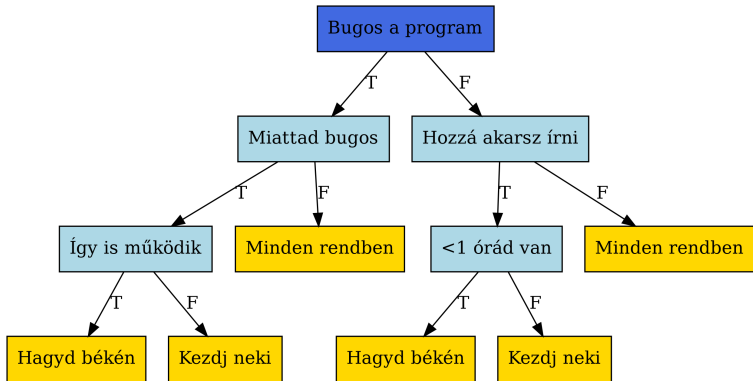 Bugos a program
T
F
Miattad bugos
Hozzá akarsz írni
T
F
T
F
Így is működik
Minden rendben
<1 órád van
Minden rendben
T
F
T
F
Hagyd békén
Kezdj neki
Hagyd békén
Kezdj neki